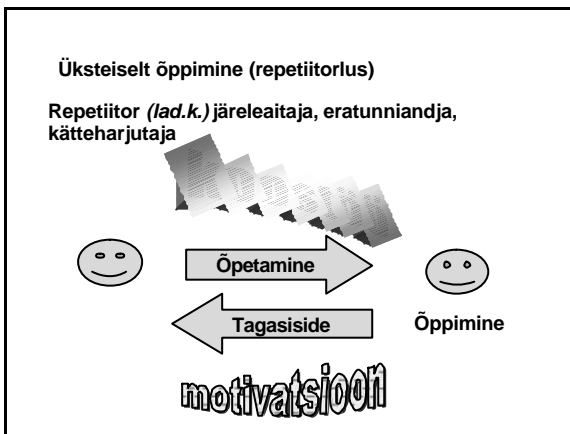 Üksteiselt õppimine (repetiitorlus)
Repetiitor (lad.k.) järeleaitaja, eratunniandja,
kätteharjutaja
Õpetamine
Tagasiside
Õppimine
motivatsioon